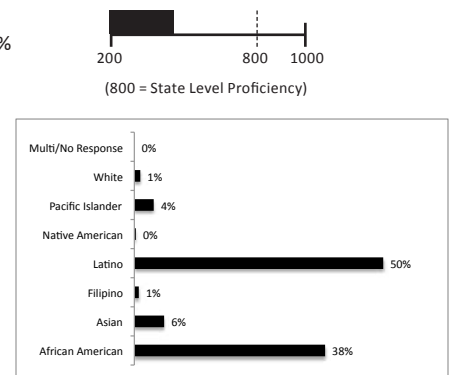 %
200 800 1000
(800 = State Level Proficiency)
Multi/No Response 0%
White 1%
Pacific Islander 4%
Native American 0%
Latino 50%
Filipino 1%
Asian 6%
African American 38%